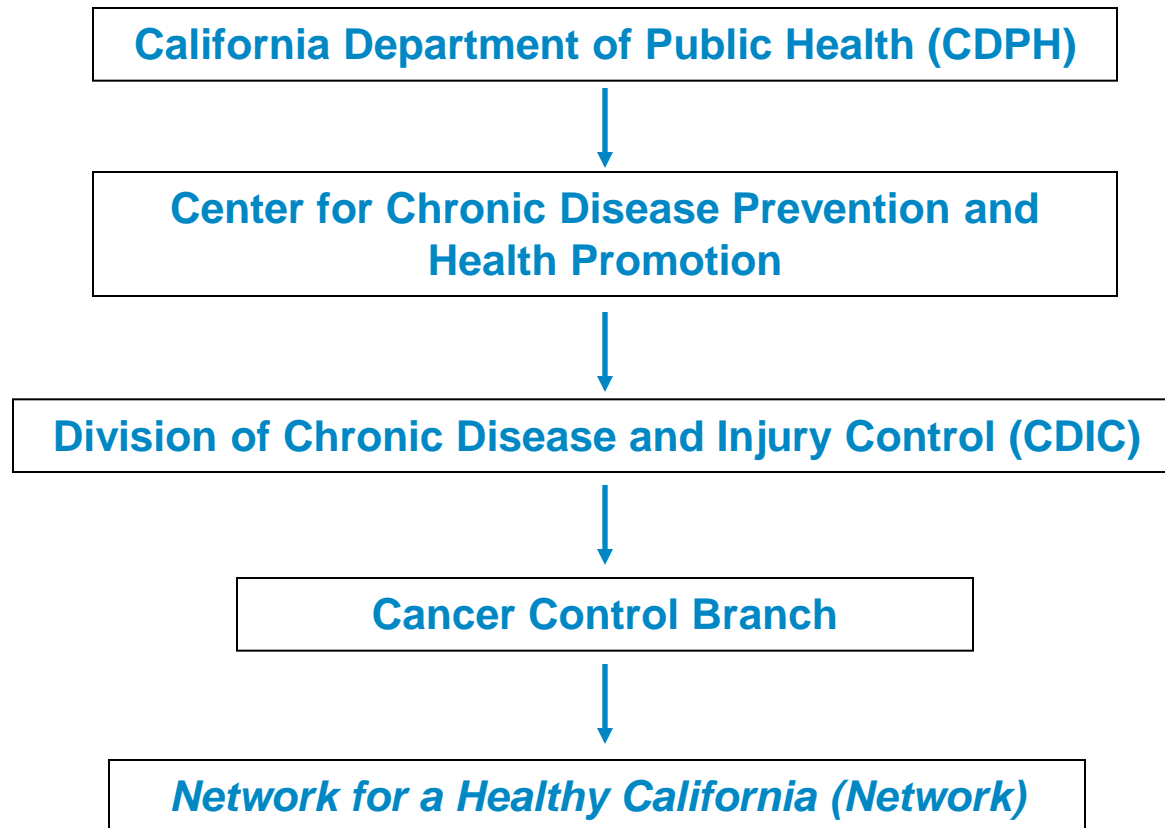 California Department of Public Health (CDPH)
Center for Chronic Disease Prevention and
Health Promotion
Division of Chronic Disease and Injury Control (CDIC)
Cancer Control Branch
Network for a Healthy California (Network)